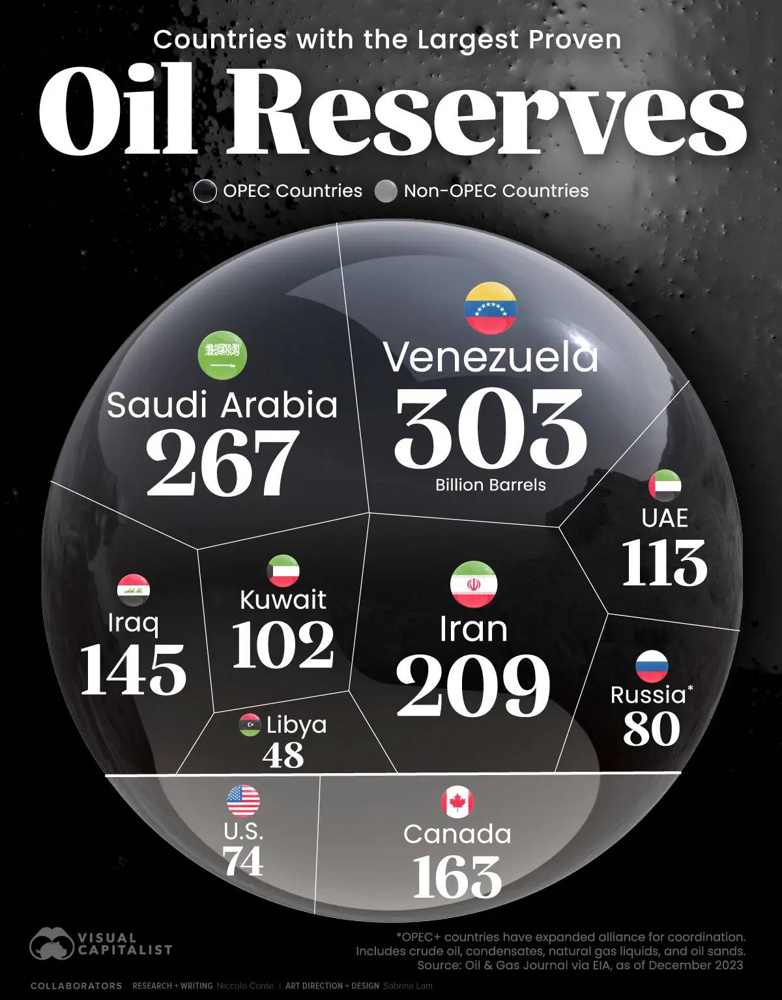 Countries with the Largest Proven
Oil Reserves
OPEC Countries
Non-OPEC Countries
Venezuela
303
Billion Barrels
Saudi Arabia
267
UAE
113
Kuwait
102
Iran
209
Iraq
145
Russia*
80
Libya
48
U.S.
74
Canada
163
VISUAL
CAPITALIST
*OPEC+ countries have expanded alliance for coordination.
Includes crude oil, condensates, natural gas liquids, and oil sands.
Source: Oil & Gas Journal via EIA, as of December 2023
COLLABORATORS RESEARCH + WRITING Niccolo Conte | ART DIRECTION + DESIGN Sabrina Lam